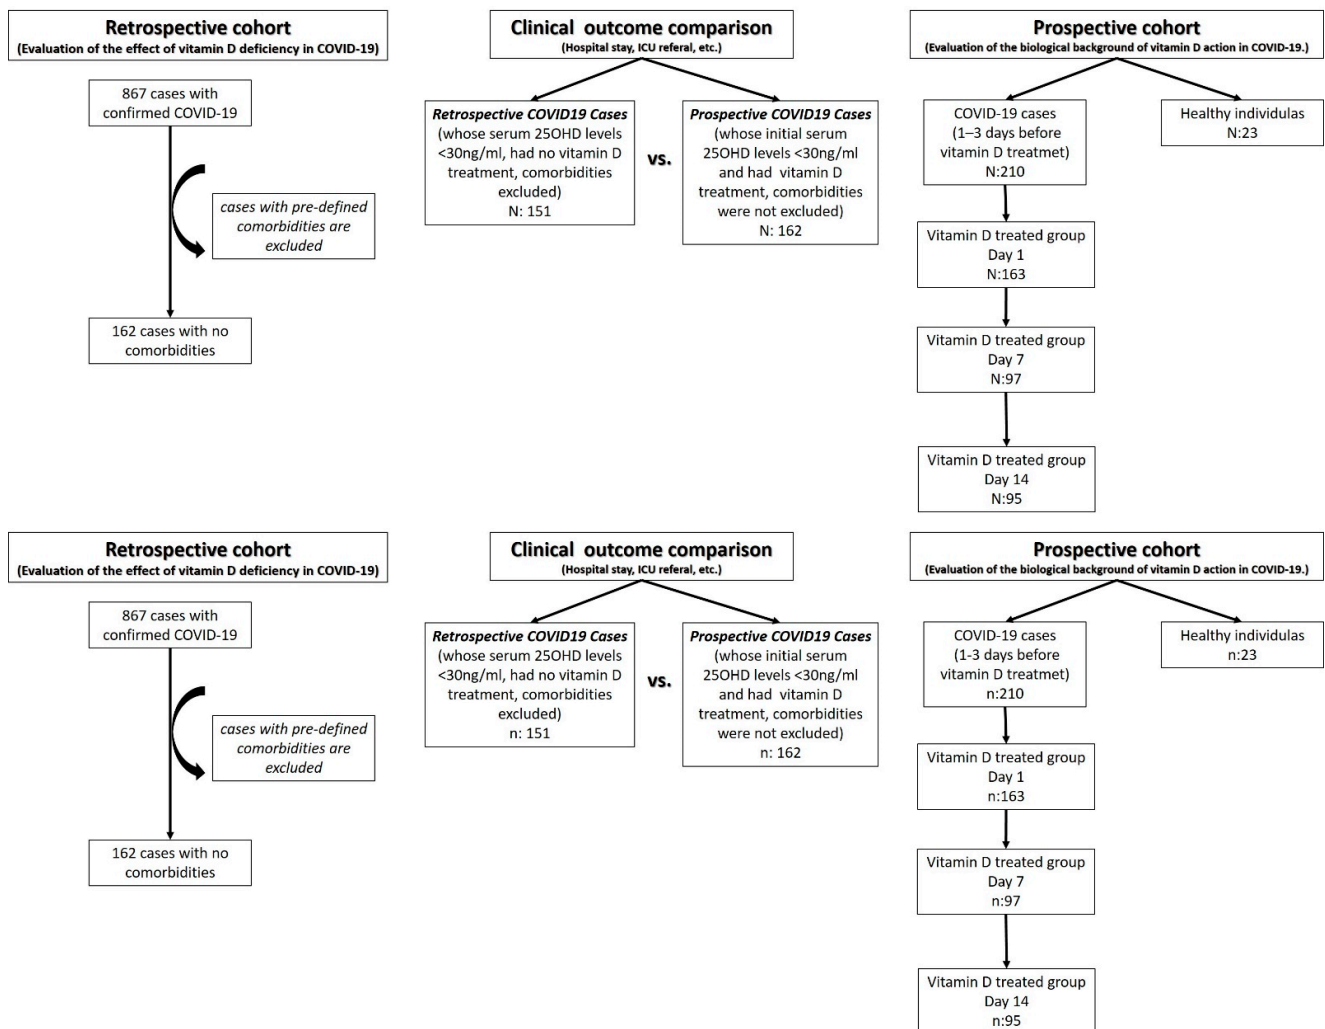 Retrospective cohort
(Evaluation of the effect of vitamin D deficiency in COVID-19)
867 cases with
confirmed COVID-19
cases with pre-defined
comorbidities are
excluded
162 cases with no
comorbidities
Clinical outcome comparison
(Hospital stay, ICU referal, etc.)
Retrospective COVID19 Cases
(whose serum 25OHD levels
<30ng/ml, had no vitamin D
treatment, comorbidities
excluded)
N: 151
vs.
Prospective COVID19 Cases
(whose initial serum
25OHD levels <30ng/ml
and had vitamin D
treatment, comorbidities
were not excluded)
N: 162
Prospective cohort
(Evaluation of the biological background of vitamin D action in COVID-19.)
COVID-19 cases
(1–3 days before
vitamin D treatmet)
N:210
Healthy individulas
N:23
Vitamin D treated group
Day 1
N:163
Vitamin D treated group
Day 7
N:97
Vitamin D treated group
Day 14
N:95
Retrospective cohort
(Evaluation of the effect of vitamin D deficiency in COVID-19)
867 cases with
confirmed COVID-19
cases with pre-defined
comorbidities are
excluded
162 cases with no
comorbidities
Clinical outcome comparison
(Hospital stay, ICU referal, etc.)
Retrospective COVID19 Cases
(whose serum 25OHD levels
<30ng/ml, had no vitamin D
treatment, comorbidities
excluded)
n: 151
vs.
Prospective COVID19 Cases
(whose initial serum
25OHD levels <30ng/ml
and had vitamin D
treatment, comorbidities
were not excluded)
n: 162
Prospective cohort
(Evaluation of the biological background of vitamin D action in COVID-19.)
COVID-19 cases
(1-3 days before
vitamin D treatmet)
n:210
Healthy individulas
n:23
Vitamin D treated group
Day 1
n:163
Vitamin D treated group
Day 7
n:97
Vitamin D treated group
Day 14
n:95